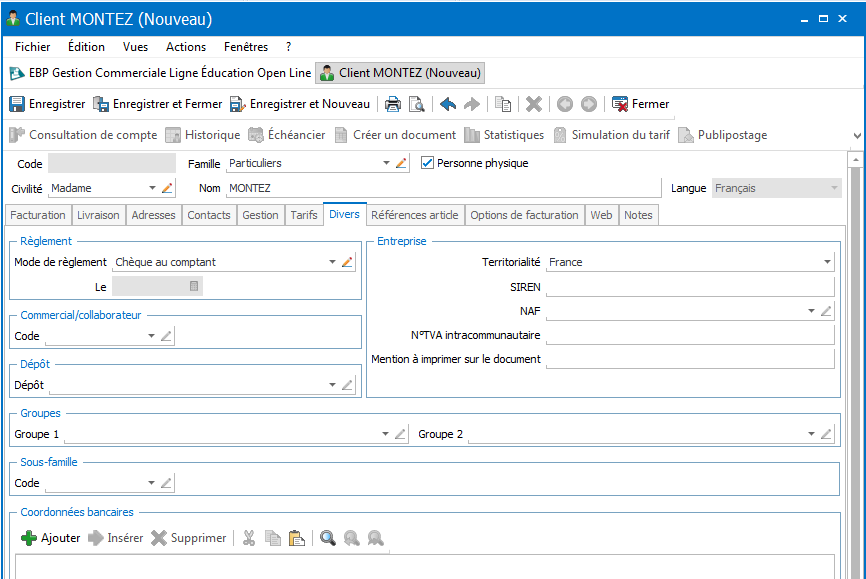 Client MONTEZ (Nouveau)
Fichier Édition Vues Actions Fenêtres ?
EBP Gestion Commerciale Ligne Éducation Open Line Client MONTEZ (Nouveau)
Enregistrer Enregistrer et Fermer Enregistrer et Nouveau Fermer
Consultation de compte Historique Échéancier Créer un document Statistiques Simulation du tarif Publipostage
Code Famille Particuliers Personne physique
Civilité Madame Nom MONTEZ Langue Français
Facturation Livraison Adresses Contacts Gestion Tarifs Divers Références article Options de facturation Web Notes
Règlement Entreprise
Mode de règlement Chèque au comptant Territorialité France
Le SIREN
Commercial/collaborateur NAF
Code N°TVA intracommunautaire
Dépôt Mention à imprimer sur le document
Dépôt
Groupes
Groupe 1 Groupe 2
Sous-famille
Code
Coordonnées bancaires
Ajouter Insérer Supprimer